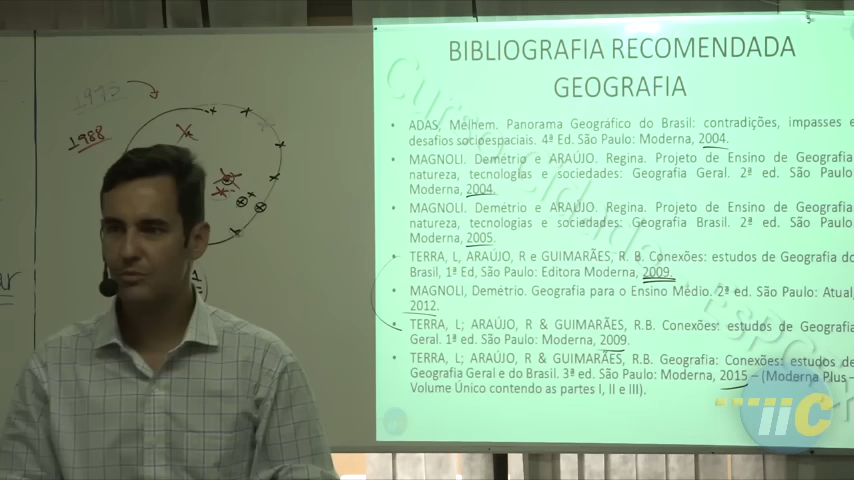 1975
1988
ar
BIBLIOGRAFIA RECOMENDADA
GEOGRAFIA
• ADAS, Melhem. Panorama Geográfico do Brasil: contradições, impasses e
desafios socioespaciais. 4ª Ed. São Paulo: Moderna, 2004.
• MAGNOLI. Demétrio e ARAÚJO. Regina. Projeto de Ensino de Geografia
natureza, tecnologias e sociedades: Geografia Geral. 2ª ed. São Paulo
Moderna, 2004.
• MAGNOLI. Demétrio e ARAÚJO. Regina. Projeto de Ensino de Geografia
natureza, tecnologias e sociedades: Geografia Brasil. 2ª ed. São Paulo
Moderna, 2005.
• TERRA, L, ARAÚJO, R e GUIMARÃES, R. B. Conexões: estudos de Geografia do
Brasil, 1ª Ed, São Paulo: Editora Moderna, 2009.
• MAGNOLI, Demétrio. Geografia para o Ensino Médio. 2ª ed. São Paulo: Atual,
2012.
• TERRA, L; ARAÚJO, R & GUIMARÃES, R.B. Conexões: estudos de Geografia
Geral. 1ª ed. São Paulo: Moderna, 2009.
• TERRA, L; ARAÚJO, R & GUIMARÃES, R.B. Geografia: Conexões: estudos de
Geografia Geral e do Brasil. 3ª ed. São Paulo: Moderna, 2015 – (Moderna Plus –
Volume Único contendo as partes I, II e III).
Curso Cidade - EsPCEx
iiC